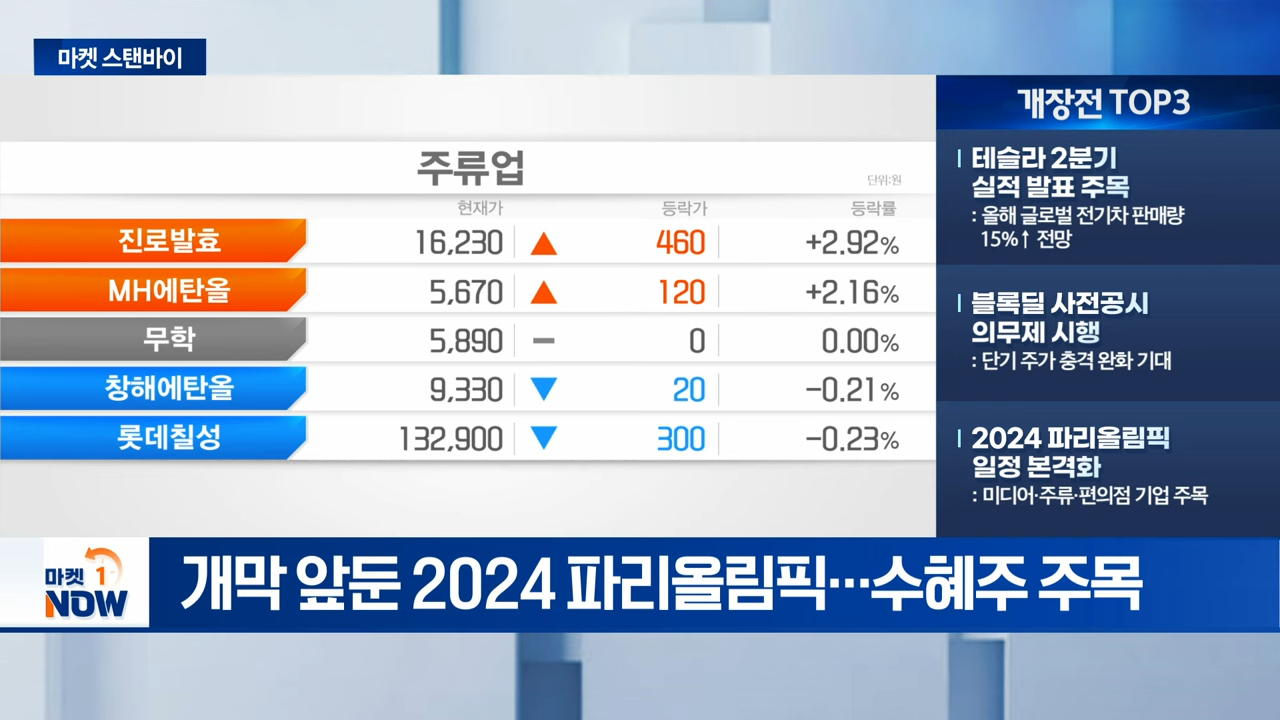 마켓 스탠바이
주류업
단위:원
현재가 등락가 등락률
진로발효 16,230 ▲ 460 +2.92%
MH에탄올 5,670 ▲ 120 +2.16%
무학 5,890 − 0 0.00%
창해에탄올 9,330 ▼ 20 −0.21%
롯데칠성 132,900 ▼ 300 −0.23%
개장전 TOP3
테슬라 2분기
실적 발표 주목
: 올해 글로벌 전기차 판매량
15%↑ 전망
블록딜 사전공시
의무제 시행
: 단기 주가 충격 완화 기대
2024 파리올림픽
일정 본격화
: 미디어·주류·편의점 기업 주목
마켓 1
NOW
개막 앞둔 2024 파리올림픽…수혜주 주목